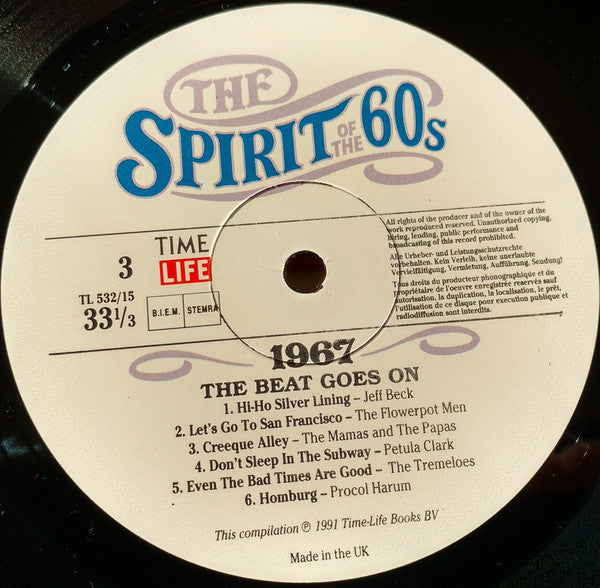 THE
SPIRIT OF THE 60s
All rights of the producer and of the owner of the
work reproduced reserved. Unauthorized copying,
hiring, lending, public performance and
broadcasting of this record prohibited.
Alle Urheber- und Leistungsschutzrechte
vorbehalten. Kein Verleih, keine unerlaubte
Vervielfältigung, Vermietung, Aufführung, Sendung!
Tous droits du producteur phonographique et du
propriétaire de l'oeuvre enregistrée reservés sauf
autorisation, la duplication, la localisation, le prêt,
l'utilisation de ce disque pour execution publique et
radiodiffusion sont interdits.
3
TIME
LIFE
TL 532/15
33 1/3
B.I.E.M.
STEMRA
1967
THE BEAT GOES ON
1. Hi-Ho Silver Lining – Jeff Beck
2. Let's Go To San Francisco – The Flowerpot Men
3. Creeque Alley – The Mamas and The Papas
4. Don't Sleep In The Subway – Petula Clark
5. Even The Bad Times Are Good – The Tremeloes
6. Homburg – Procol Harum
This compilation ℗ 1991 Time-Life Books BV
Made in the UK